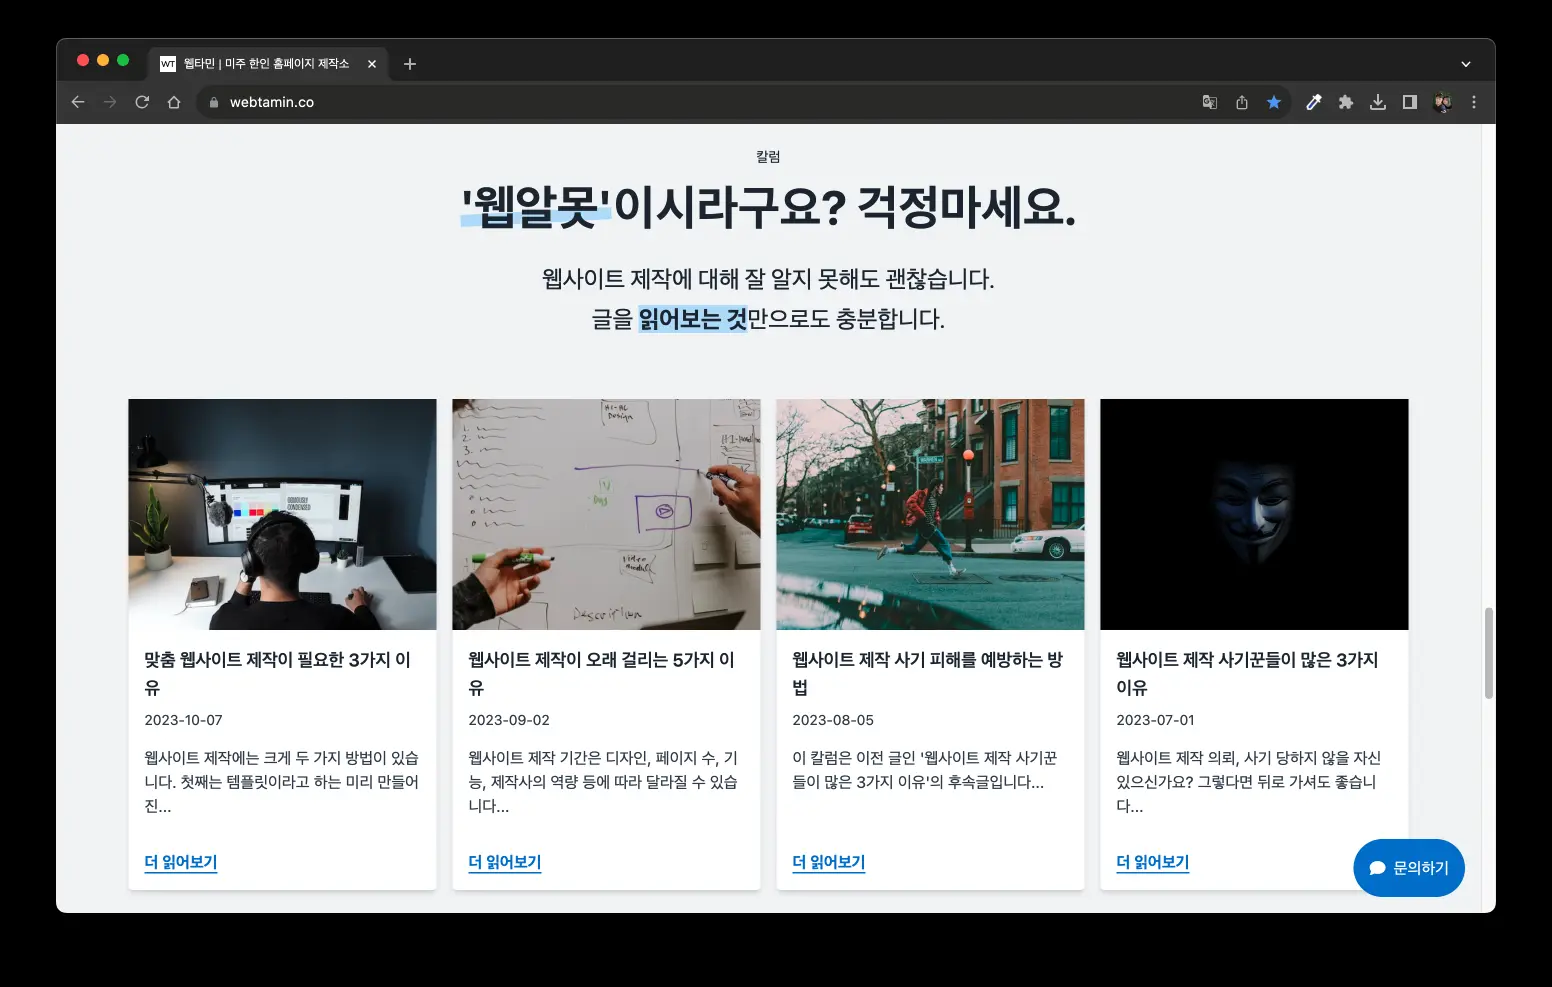 WT 웹타민 | 미주 한인 홈페이지 제작소
webtamin.co
칼럼
'웹알못'이시라구요? 걱정마세요.
웹사이트 제작에 대해 잘 알지 못해도 괜찮습니다.
글을 읽어보는 것만으로도 충분합니다.
맞춤 웹사이트 제작이 필요한 3가지 이
유
2023-10-07
웹사이트 제작에는 크게 두 가지 방법이 있습
니다. 첫째는 템플릿이라고 하는 미리 만들어
진...
더 읽어보기
Design
Description
웹사이트 제작이 오래 걸리는 5가지 이
유
2023-09-02
웹사이트 제작 기간은 디자인, 페이지 수, 기
능, 제작사의 역량 등에 따라 달라질 수 있습
니다...
더 읽어보기
웹사이트 제작 사기 피해를 예방하는 방
법
2023-08-05
이 칼럼은 이전 글인 '웹사이트 제작 사기꾼
들이 많은 3가지 이유'의 후속글입니다...
더 읽어보기
웹사이트 제작 사기꾼들이 많은 3가지
이유
2023-07-01
웹사이트 제작 의뢰, 사기 당하지 않을 자신
있으신가요? 그렇다면 뒤로 가셔도 좋습니
다...
더 읽어보기
문의하기